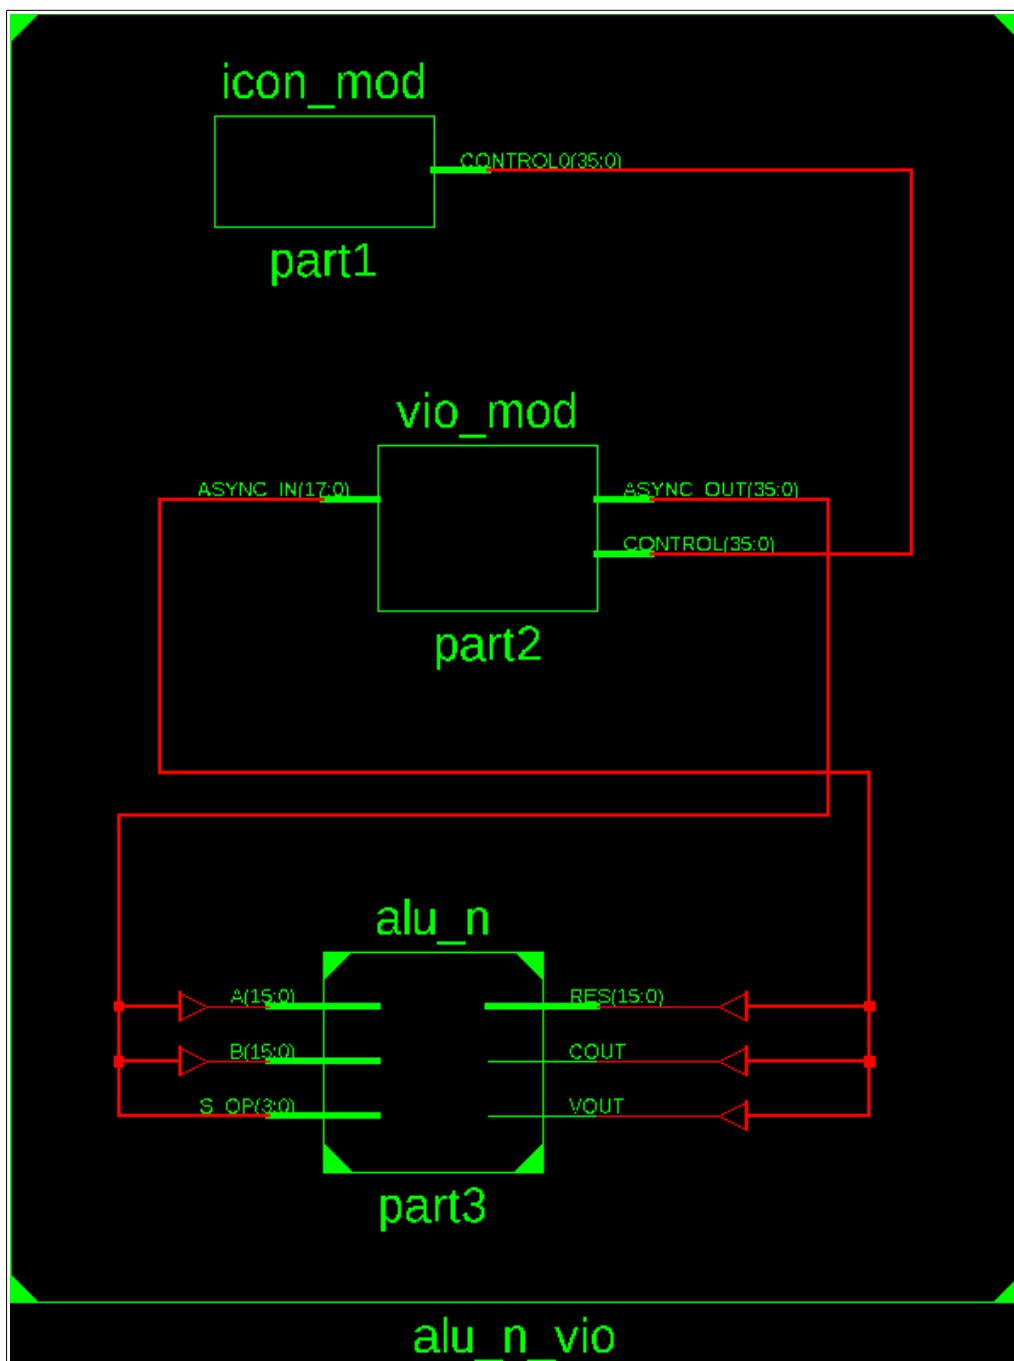 icon_mod
CONTROL0(35:0)
part1
vio_mod
ASYNC_IN(17:0)
ASYNC_OUT(35:0)
CONTROL(35:0)
part2
alu_n
A(15:0)
RES(15:0)
B(15:0)
COUT
S_OP(3:0)
VOUT
part3
alu_n_vio